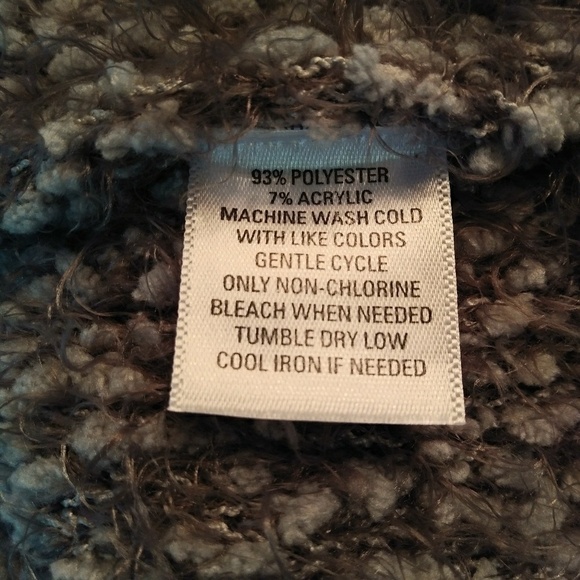 93% POLYESTER
7% ACRYLIC
MACHINE WASH COLD
WITH LIKE COLORS
GENTLE CYCLE
ONLY NON-CHLORINE
BLEACH WHEN NEEDED
TUMBLE DRY LOW
COOL IRON IF NEEDED